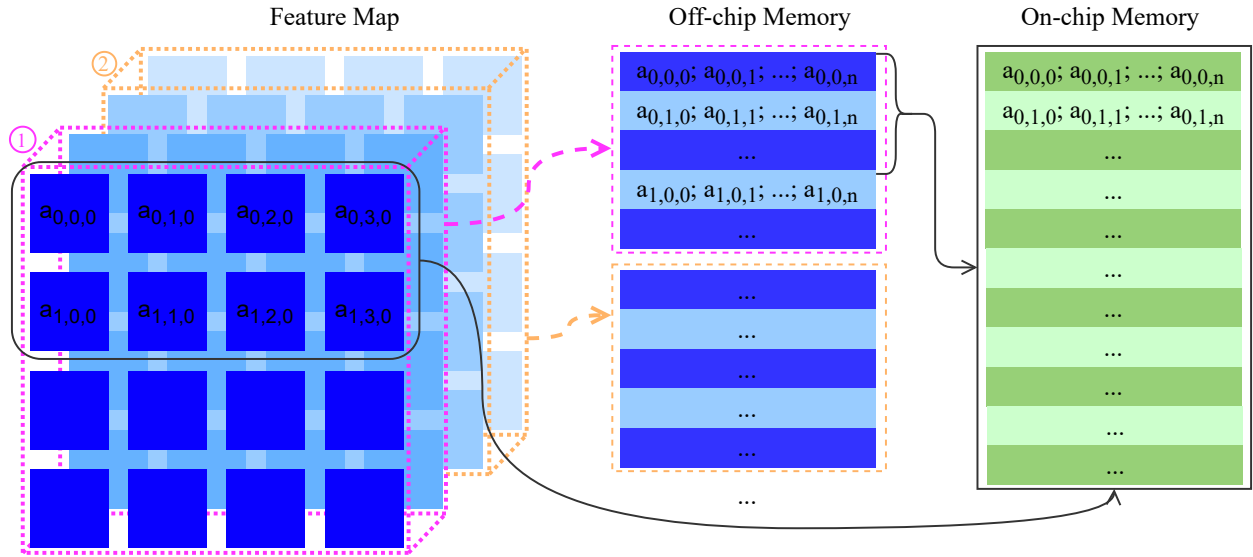 Feature Map
②
①
a0,0,0 a0,1,0 a0,2,0 a0,3,0
a1,0,0 a1,1,0 a1,2,0 a1,3,0
Off-chip Memory
a0,0,0; a0,0,1; ...; a0,0,n
a0,1,0; a0,1,1; ...; a0,1,n
...
a1,0,0; a1,0,1; ...; a1,0,n
...
...
...
...
...
...
...
On-chip Memory
a0,0,0; a0,0,1; ...; a0,0,n
a0,1,0; a0,1,1; ...; a0,1,n
...
...
...
...
...
...
...
...
...